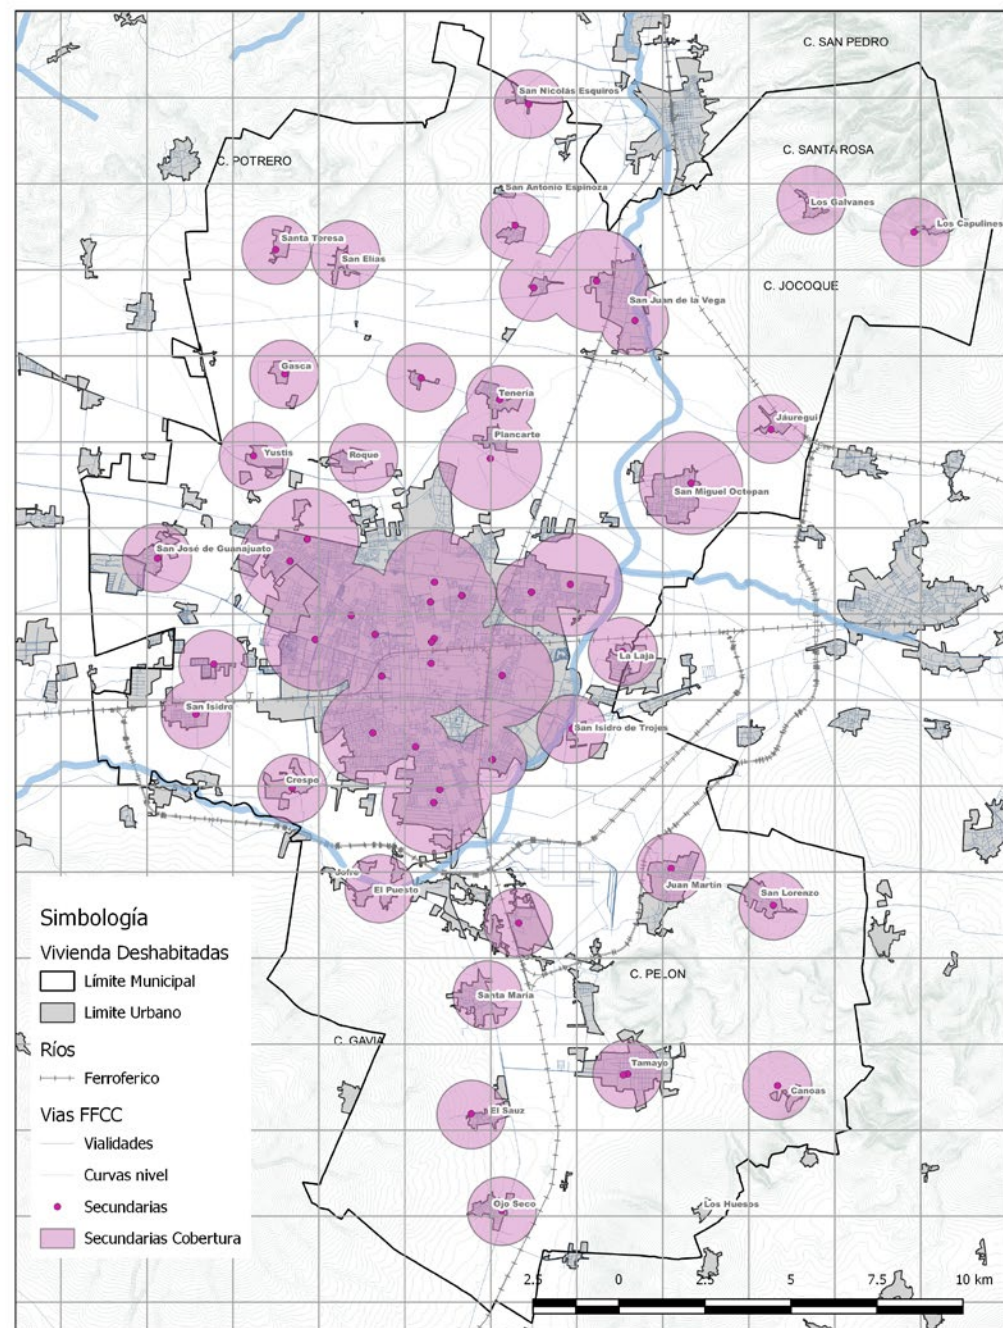 C. SAN PEDRO
San Nicolás Esquiros
C. SANTA ROSA
C. POTRERO
San Antonio Espinoza
Los Galvanes
Los Capulines
Santa Teresa
San Elias
C. JOCOQUE
San Juan de la Vega
Gasca
Tenería
Jáuregui
Plancarte
Yustis
Roque
San Miguel Octopan
San José de Guanajuato
La Laja
San Isidro
San Isidro de Trojes
Crespo
Jofre
El Puesto
Juan Martín
San Lorenzo
C. PELON
Santa María
C. GAVIA
Tamayo
Canoas
El Sauz
Ojo Seco
Los Huesos
Simbología
Vivienda Deshabitadas
Límite Municipal
Limite Urbano
Ríos
Ferroferico
Vias FFCC
Vialidades
Curvas nivel
Secundarias
Secundarias Cobertura
2.5 0 2.5 5 7.5 10 km